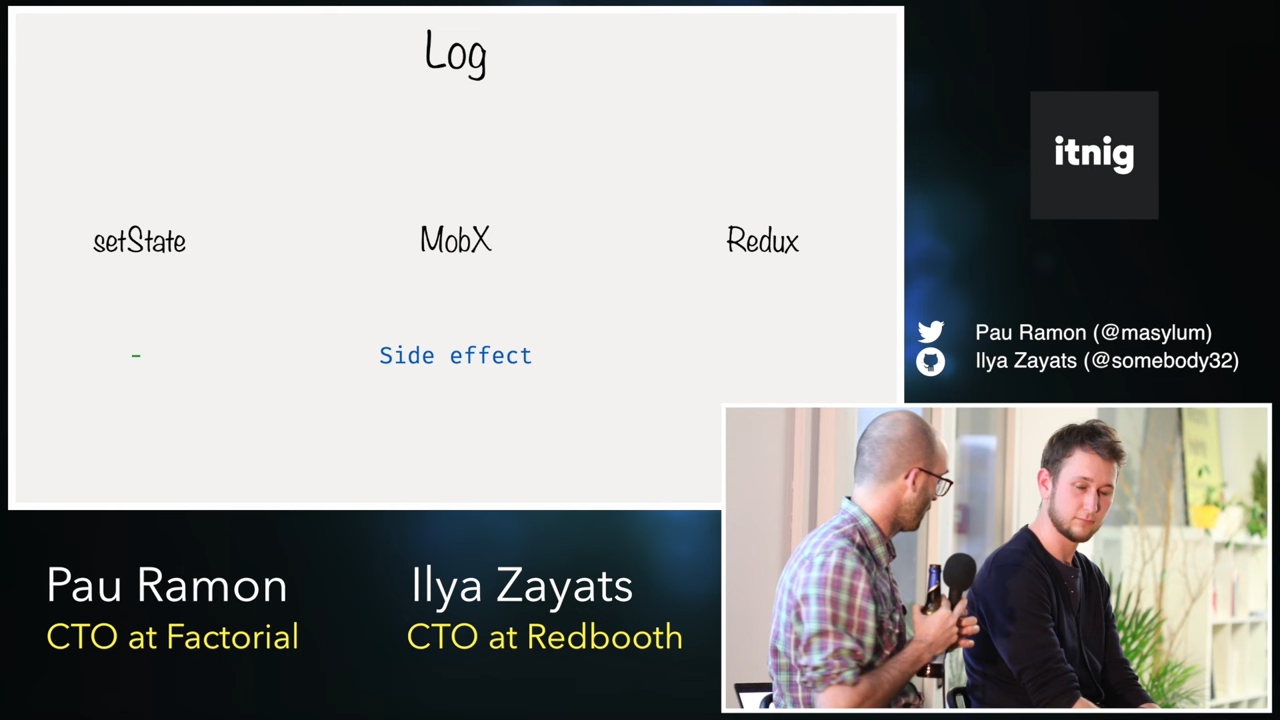 Log
setState
MobX
Redux
-
Side effect
itnig
Pau Ramon (@masylum)
Ilya Zayats (@somebody32)
Pau Ramon
CTO at Factorial
Ilya Zayats
CTO at Redbooth